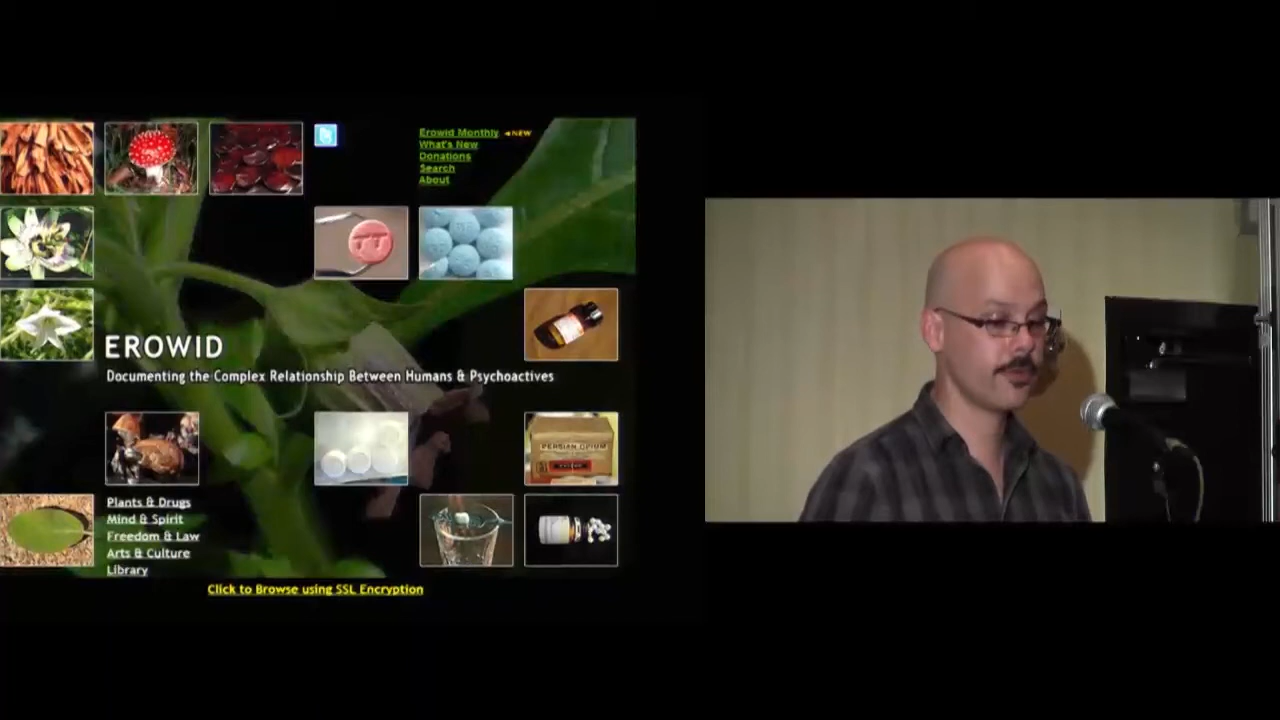 Erowid Monthly ◄NEW
What's New
Donations
Search
About
EROWID
Documenting the Complex Relationship Between Humans & Psychoactives
PERSIAN OPIUM
Plants & Drugs
Mind & Spirit
Freedom & Law
Arts & Culture
Library
Click to Browse using SSL Encryption